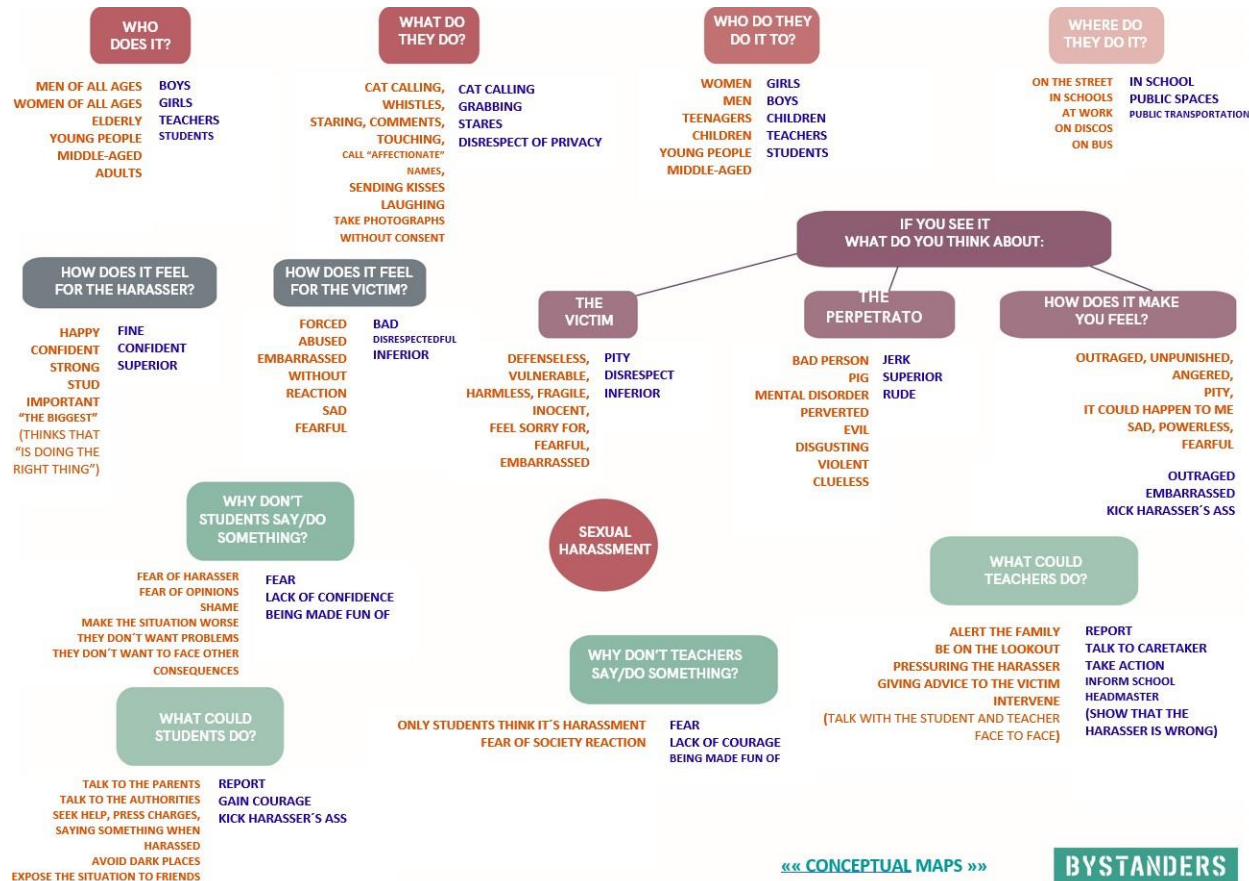 WHO
DOES IT?
MEN OF ALL AGES
WOMEN OF ALL AGES
ELDERLY
YOUNG PEOPLE
MIDDLE-AGED
ADULTS
BOYS
GIRLS
TEACHERS
STUDENTS
WHAT DO
THEY DO?
CAT CALLING,
WHISTLES,
STARING, COMMENTS,
TOUCHING,
CALL "AFFECTIONATE"
NAMES,
SENDING KISSES
LAUGHING
TAKE PHOTOGRAPHS
WITHOUT CONSENT
CAT CALLING
GRABBING
STARES
DISRESPECT OF PRIVACY
WHO DO THEY
DO IT TO?
WOMEN
MEN
TEENAGERS
CHILDREN
YOUNG PEOPLE
MIDDLE-AGED
GIRLS
BOYS
CHILDREN
TEACHERS
STUDENTS
WHERE DO
THEY DO IT?
ON THE STREET
IN SCHOOLS
AT WORK
ON DISCOS
ON BUS
IN SCHOOL
PUBLIC SPACES
PUBLIC TRANSPORTATION
HOW DOES IT FEEL
FOR THE HARASSER?
HAPPY
CONFIDENT
STRONG
STUD
IMPORTANT
"THE BIGGEST"
(THINKS THAT
"IS DOING THE
RIGHT THING")
FINE
CONFIDENT
SUPERIOR
HOW DOES IT FEEL
FOR THE VICTIM?
FORCED
ABUSED
EMBARRASSED
WITHOUT
REACTION
SAD
FEARFUL
BAD
DISRESPECTEDFUL
INFERIOR
IF YOU SEE IT
WHAT DO YOU THINK ABOUT:
THE
VICTIM
DEFENSELESS,
VULNERABLE,
HARMLESS, FRAGILE,
INOCENT,
FEEL SORRY FOR,
FEARFUL,
EMBARRASSED
PITY
DISRESPECT
INFERIOR
THE
PERPETRATO
BAD PERSON
PIG
MENTAL DISORDER
PERVERTED
EVIL
DISGUSTING
VIOLENT
CLUELESS
JERK
SUPERIOR
RUDE
HOW DOES IT MAKE
YOU FEEL?
OUTRAGED, UNPUNISHED,
ANGERED,
PITY,
IT COULD HAPPEN TO ME
SAD, POWERLESS,
FEARFUL
OUTRAGED
EMBARRASSED
KICK HARASSER´S ASS
WHY DON'T
STUDENTS SAY/DO
SOMETHING?
FEAR OF HARASSER
FEAR OF OPINIONS
SHAME
MAKE THE SITUATION WORSE
THEY DON´T WANT PROBLEMS
THEY DON´T WANT TO FACE OTHER
CONSEQUENCES
FEAR
LACK OF CONFIDENCE
BEING MADE FUN OF
SEXUAL
HARASSMENT
WHAT COULD
TEACHERS DO?
ALERT THE FAMILY
BE ON THE LOOKOUT
PRESSURING THE HARASSER
GIVING ADVICE TO THE VICTIM
INTERVENE
(TALK WITH THE STUDENT AND TEACHER
FACE TO FACE)
REPORT
TALK TO CARETAKER
TAKE ACTION
INFORM SCHOOL
HEADMASTER
(SHOW THAT THE
HARASSER IS WRONG)
WHY DON'T TEACHERS
SAY/DO SOMETHING?
ONLY STUDENTS THINK IT´S HARASSMENT
FEAR OF SOCIETY REACTION
FEAR
LACK OF COURAGE
BEING MADE FUN OF
WHAT COULD
STUDENTS DO?
TALK TO THE PARENTS
TALK TO THE AUTHORITIES
SEEK HELP, PRESS CHARGES,
SAYING SOMETHING WHEN
HARASSED
AVOID DARK PLACES
EXPOSE THE SITUATION TO FRIENDS
REPORT
GAIN COURAGE
KICK HARASSER´S ASS
«« CONCEPTUAL MAPS »»
BYSTANDERS